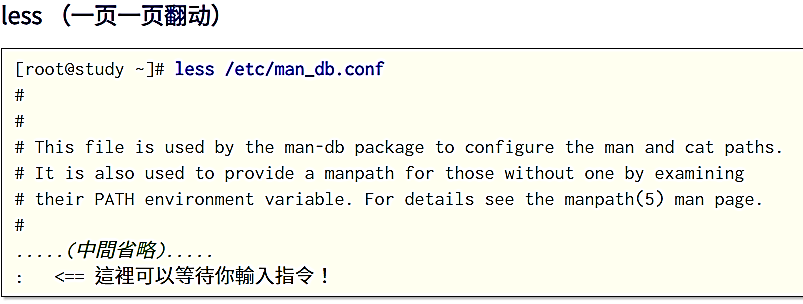 less （一页一页翻动）
[root@study ~]# less /etc/man_db.conf
#
#
# This file is used by the man-db package to configure the man and cat paths.
# It is also used to provide a manpath for those without one by examining
# their PATH environment variable. For details see the manpath(5) man page.
#
.....(中間省略).....
:   <== 這裡可以等待你輸入指令！